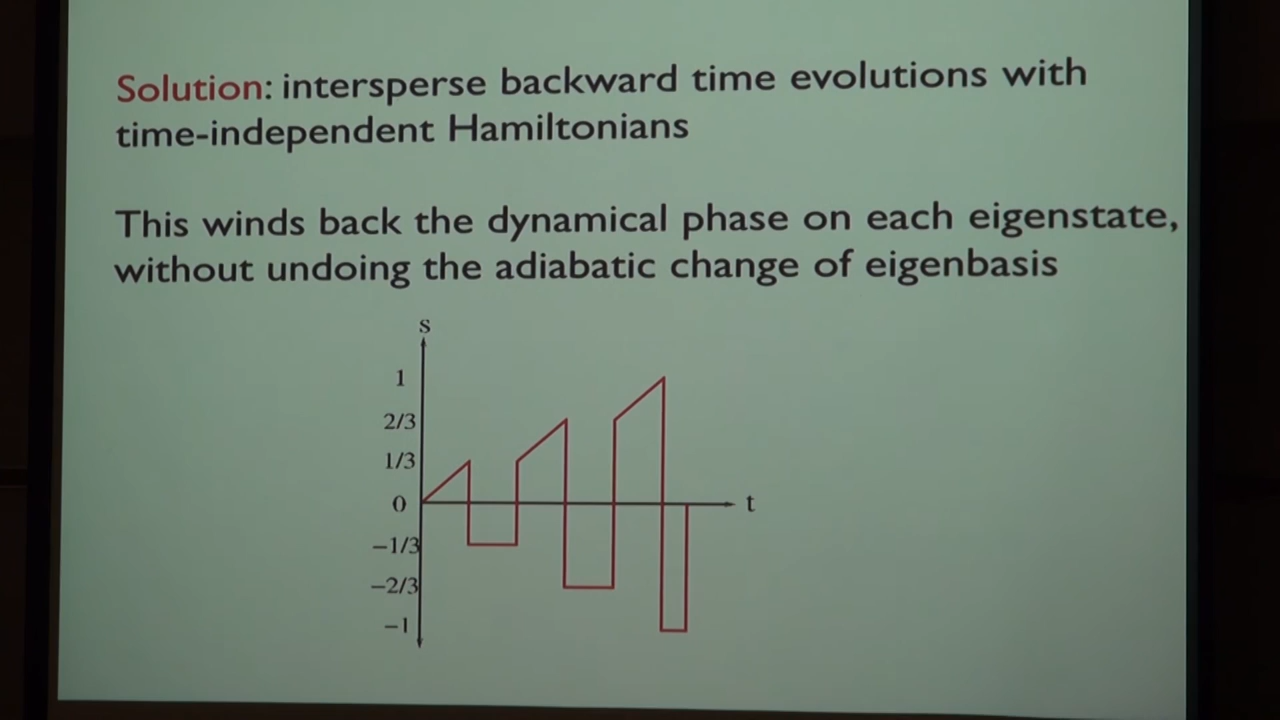 Solution: intersperse backward time evolutions with
time-independent Hamiltonians
This winds back the dynamical phase on each eigenstate,
without undoing the adiabatic change of eigenbasis
s
1
2/3
1/3
0
t
−1/3
−2/3
−1